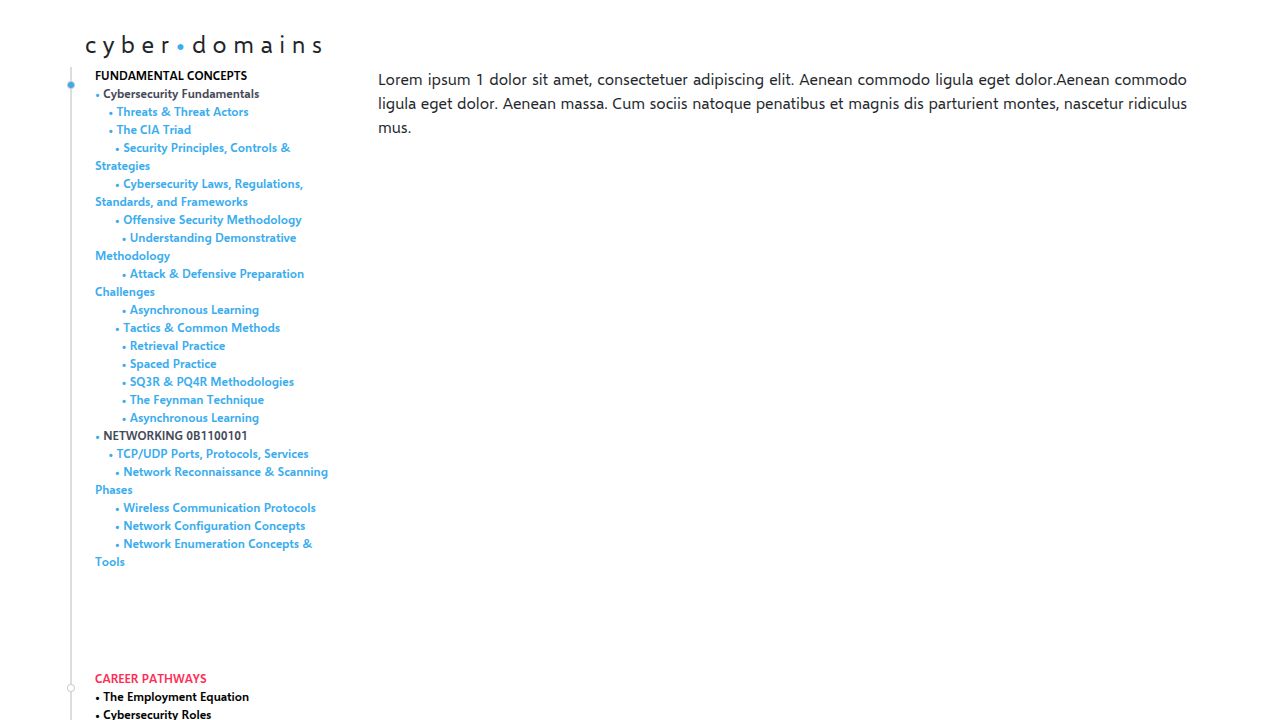 cyber•domains
FUNDAMENTAL CONCEPTS
• Cybersecurity Fundamentals
• Threats & Threat Actors
• The CIA Triad
• Security Principles, Controls &
Strategies
• Cybersecurity Laws, Regulations,
Standards, and Frameworks
• Offensive Security Methodology
• Understanding Demonstrative
Methodology
• Attack & Defensive Preparation
Challenges
• Asynchronous Learning
• Tactics & Common Methods
• Retrieval Practice
• Spaced Practice
• SQ3R & PQ4R Methodologies
• The Feynman Technique
• Asynchronous Learning
• NETWORKING 0B1100101
• TCP/UDP Ports, Protocols, Services
• Network Reconnaissance & Scanning
Phases
• Wireless Communication Protocols
• Network Configuration Concepts
• Network Enumeration Concepts &
Tools
CAREER PATHWAYS
• The Employment Equation
• Cybersecurity Roles
Lorem ipsum 1 dolor sit amet, consectetuer adipiscing elit. Aenean commodo ligula eget dolor.Aenean commodo
ligula eget dolor. Aenean massa. Cum sociis natoque penatibus et magnis dis parturient montes, nascetur ridiculus
mus.